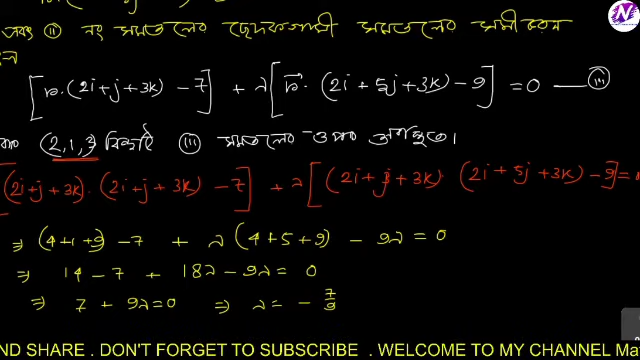 এবং (ii) নং সমতলের ছেদকগামী সমতলের সমীকরণ
N
[r⃗.(2i+j+3k) - 7] + λ[r⃗. (2i+5j+3k) - 9] = 0 — (iii)
(2,1,3) বিন্দুটি (iii) সমতলের উপর অবস্থিত।
(2i+j+3k). (2i+j+3k) - 7] + λ[(2i+j+3k). (2i+5j+3k) - 9] =
⇒ (4+1+9) - 7 + λ(4+5+9) - 9λ = 0
⇒ 14 - 7 + 18λ - 9λ = 0
⇒ 7 + 9λ = 0 ⇒ λ = - 7/9
ND SHARE . DON'T FORGET TO SUBSCRIBE . WELCOME TO MY CHANNEL Ma